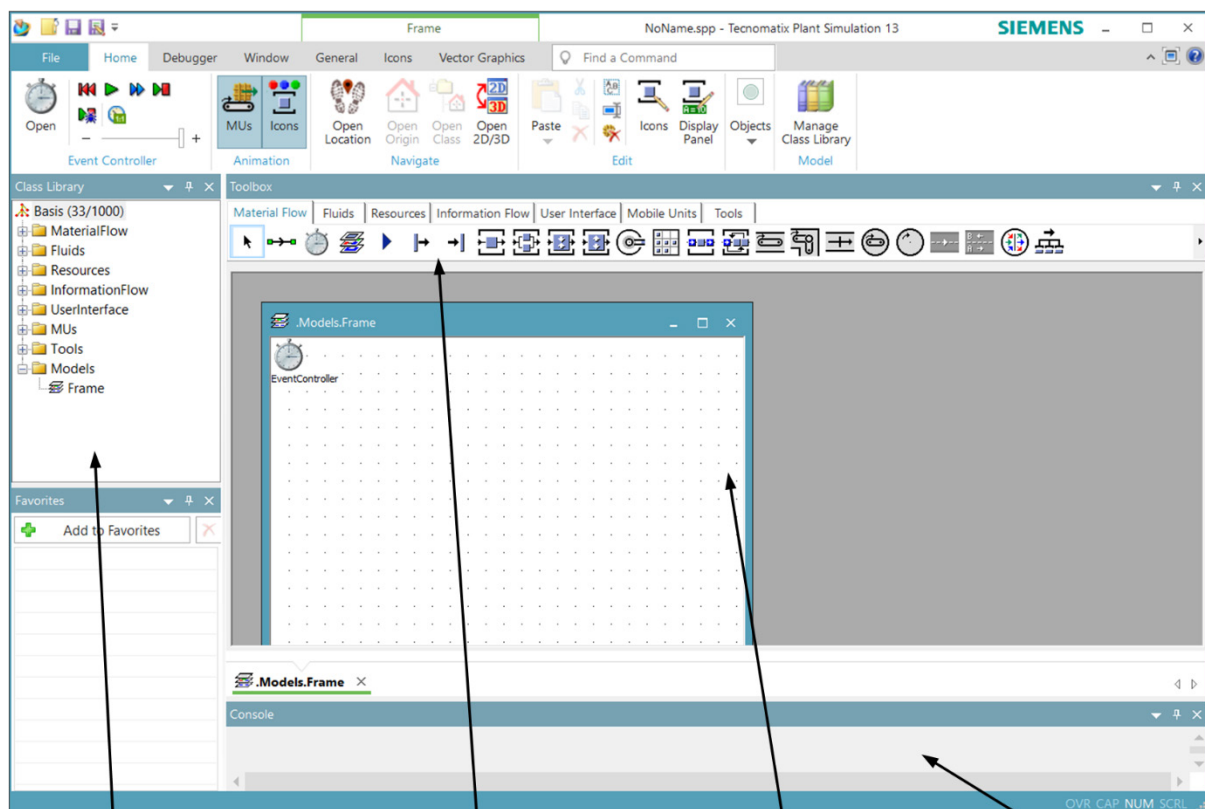 Frame
NoName.spp - Tecnomatix Plant Simulation 13
SIEMENS
File Home Debugger Window General Icons Vector Graphics Find a Command
Open
MUs Icons
Open Location
Open Origin
Open Class
Open 2D/3D
2D
3D
Paste
Icons
Display Panel
Objects
Manage Class Library
Event Controller Animation Navigate Edit Model
Class Library
Toolbox
Basis (33/1000)
MaterialFlow
Fluids
Resources
InformationFlow
UserInterface
MUs
Tools
Models
Frame
Material Flow Fluids Resources Information Flow User Interface Mobile Units Tools
.Models.Frame
EventController
Favorites
Add to Favorites
.Models.Frame
Console
OVR CAP NUM SCRL